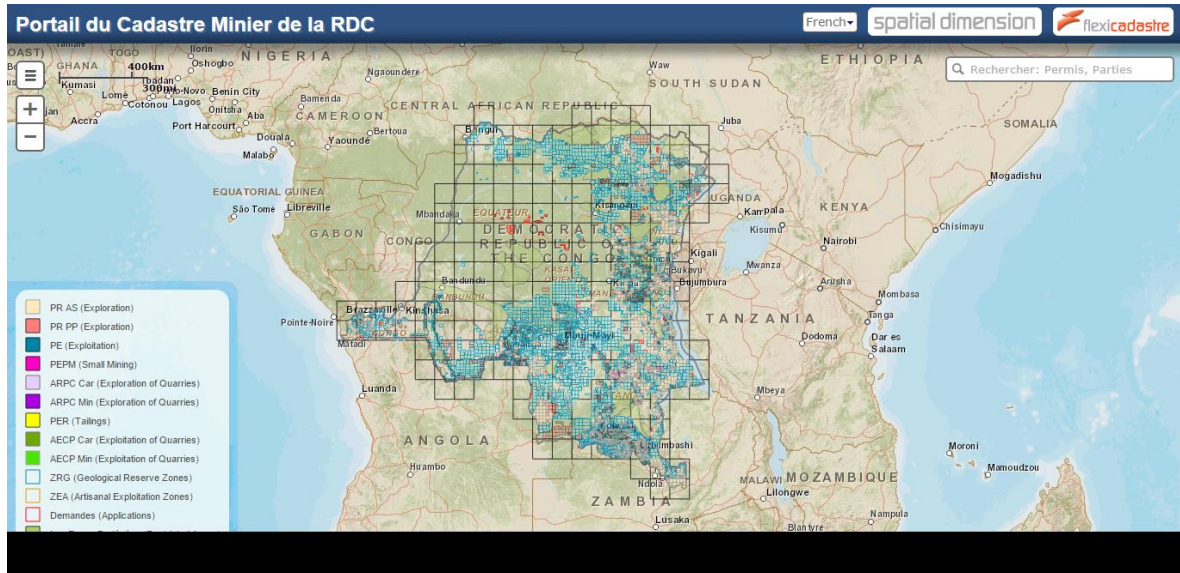 Portail du Cadastre Minier de la RDC
French
spatial dimension
flexicadastre
Rechercher: Permis, Parties
400km
300mi
TOGO
GHANA
Kumasi
Accra
Lome
Cotonou
Lagos
Ibadan
Oshogbo
Ilorin
NIGERIA
Benin City
Onitsha
Aba
Port Harcourt
Ngaoundere
Bamenda
CAMEROON
Douala
Yaounde
Bertoua
Malabo
EQUATORIAL GUINEA
São Tome
Libreville
GABON
CONGO
CENTRAL AFRICAN REPUBLIC
Bangui
Waw
SOUTH SUDAN
Juba
ETHIOPIA
SOMALIA
Mogadishu
UGANDA
Kampala
KENYA
Kisumu
Nairobi
Chisimayu
Mbandaka
EQUATEUR
Kisangani
DEMOCRATIC
REPUBLIC OF
THE CONGO
Kigali
Bukavu
Bujumbura
Mwanza
Arusha
Mombasa
Bandundu
Brazzaville
Kinshasa
Pointe-Noire
Matadi
TANZANIA
Tanga
Dodoma
Dar es
Salaam
Mbuji-Mayi
Luanda
Mbeya
ANGOLA
Huambo
Ndola
ZAMBIA
Lusaka
MALAWI
Lilongwe
MOZAMBIQUE
Blantyre
Nampula
Moroni
Mamoudzou
PR AS (Exploration)
PR PP (Exploration)
PE (Exploitation)
PEPM (Small Mining)
ARPC Car (Exploration of Quarries)
ARPC Min (Exploration of Quarries)
PER (Tailings)
AECP Car (Exploitation of Quarries)
AECP Min (Exploitation of Quarries)
ZRG (Geological Reserve Zones)
ZEA (Artisanal Exploitation Zones)
Demandes (Applications)